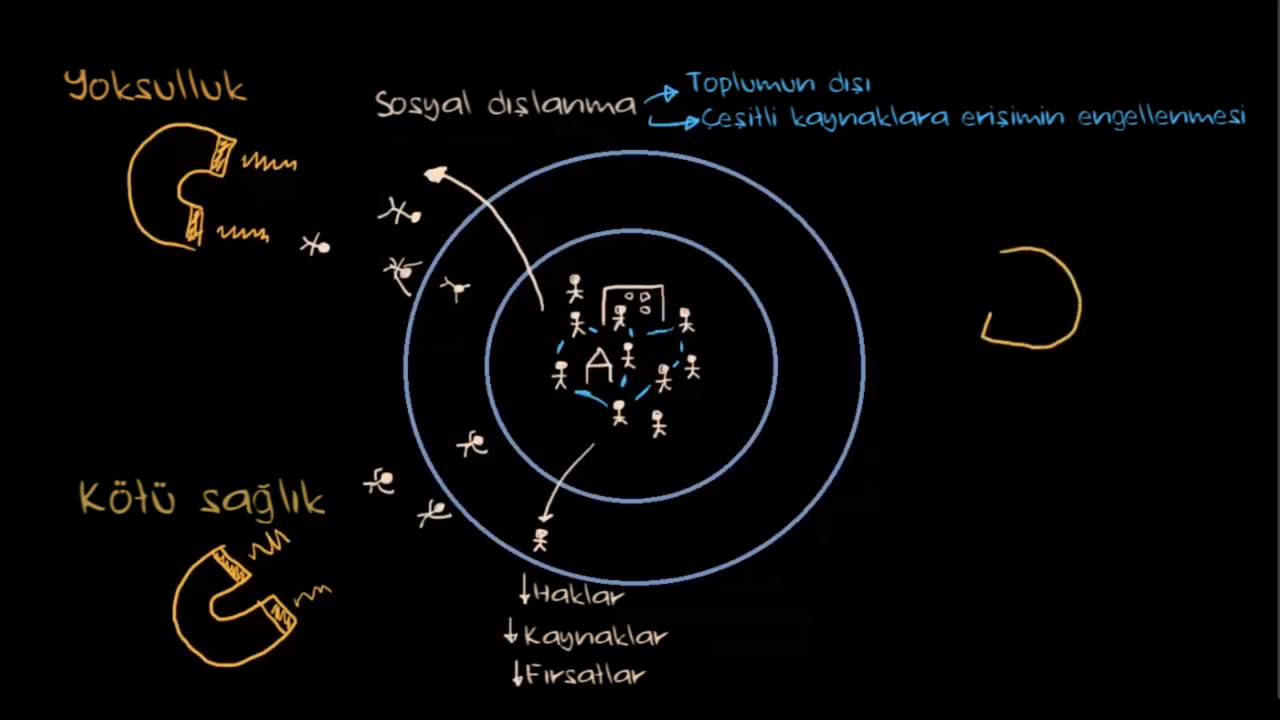 Yoksulluk
Sosyal dışlanma
Toplumun dışı
Çeşitli kaynaklara erişimin engellenmesi
Kötü sağlık
↓Haklar
↓Kaynaklar
↓Fırsatlar